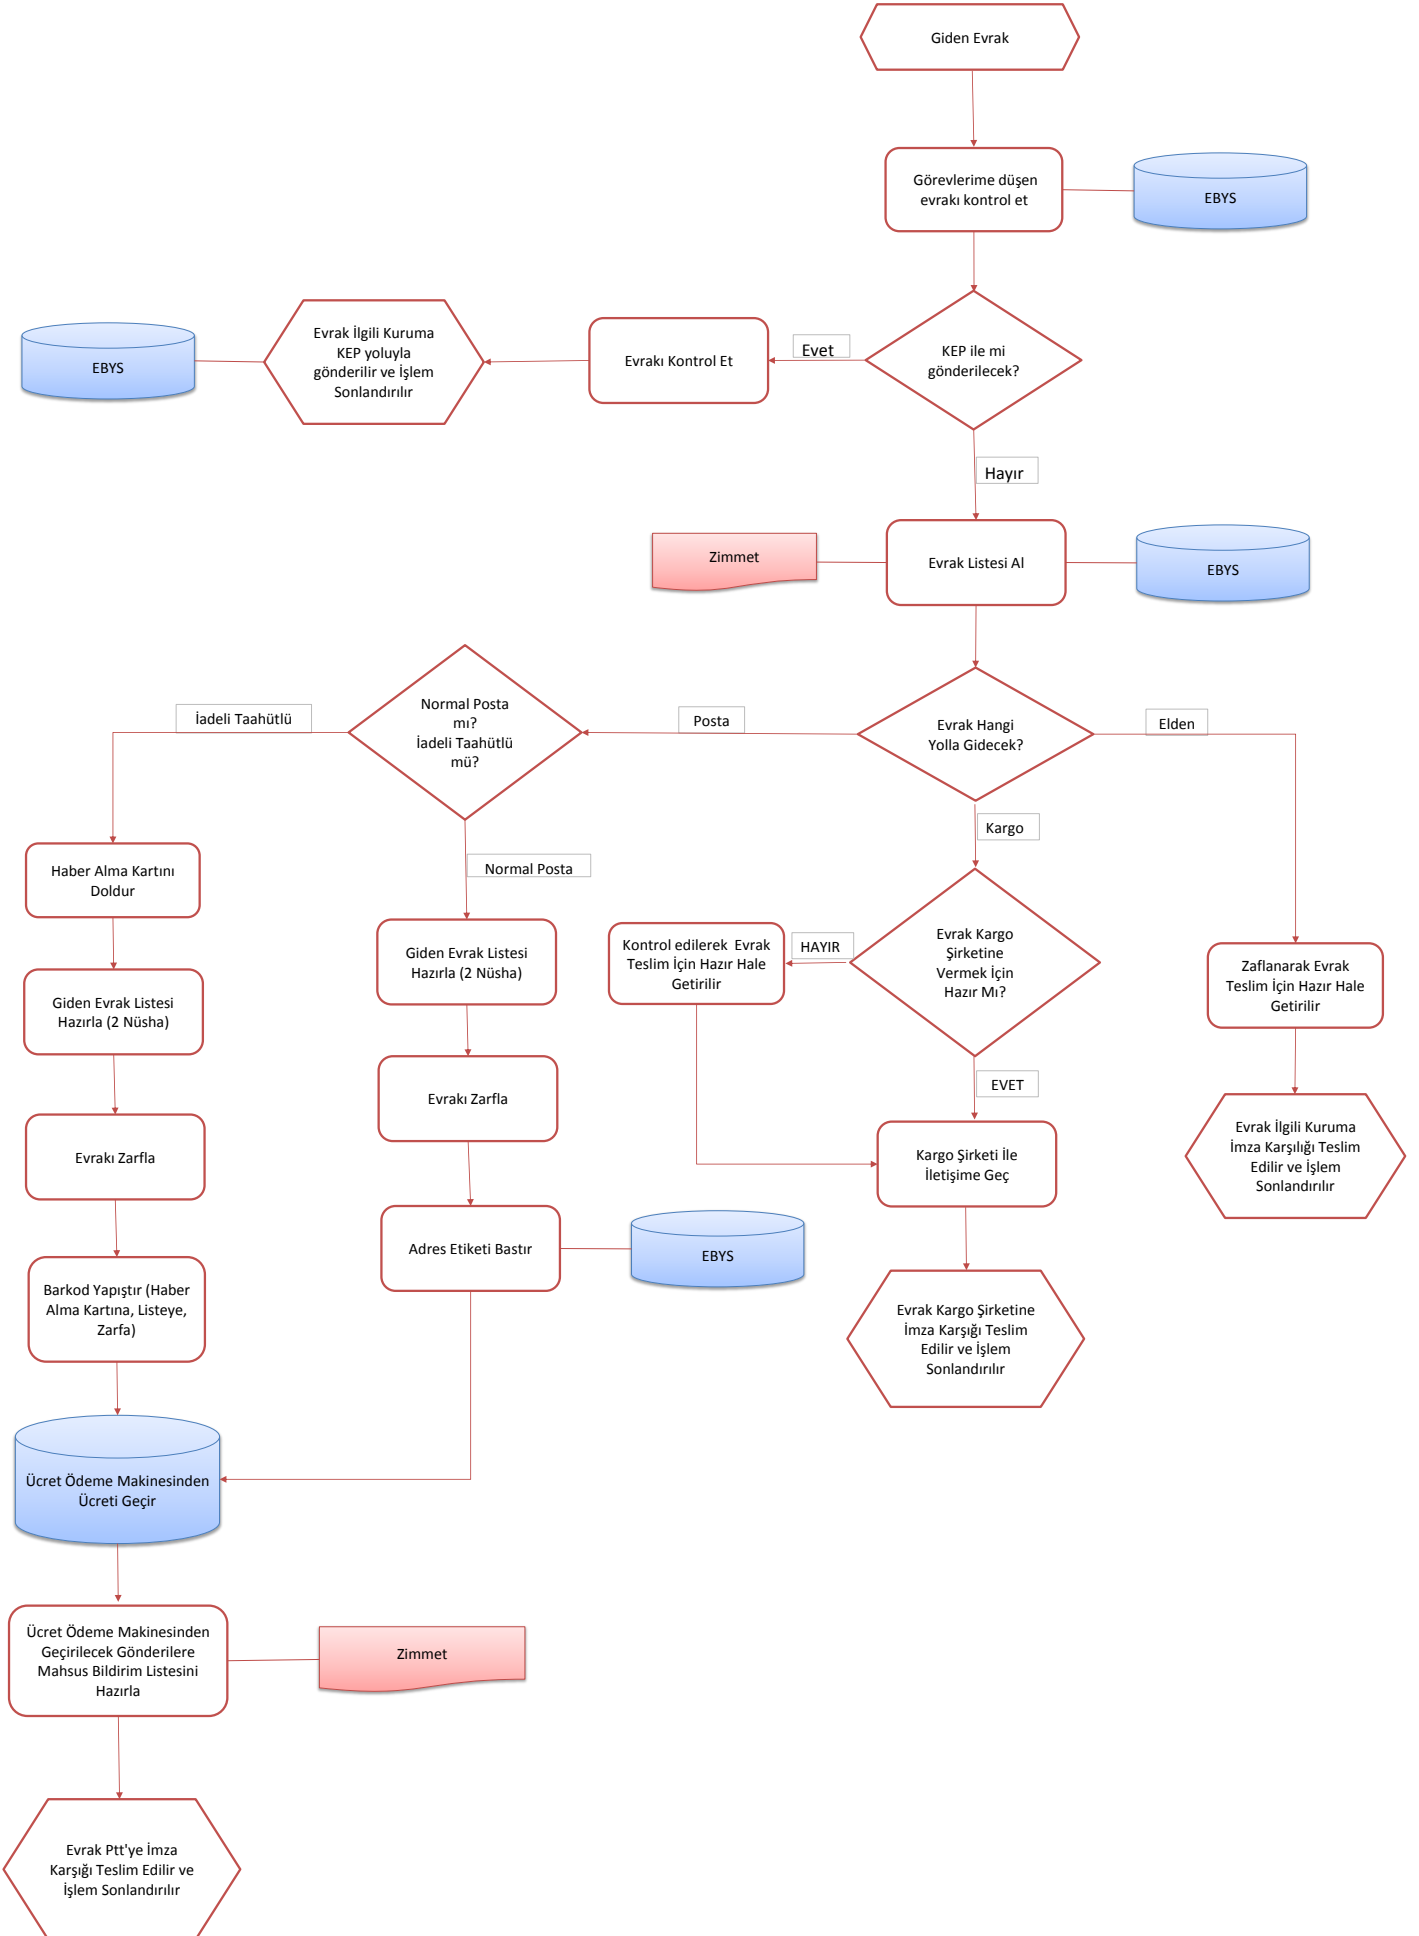 Giden Evrak
Görevlerime düşen
evrakı kontrol et
EBYS
EBYS
Evrak İlgili Kuruma
KEP yoluyla
gönderilir ve İşlem
Sonlandırılır
Evrakı Kontrol Et
Evet
KEP ile mi
gönderilecek?
Hayır
Zimmet
Evrak Listesi Al
EBYS
İadeli Taahütlü
Normal Posta
mı?
İadeli Taahütlü
mü?
Posta
Evrak Hangi
Yolla Gidecek?
Elden
Kargo
Haber Alma Kartını
Doldur
Normal Posta
Giden Evrak Listesi
Hazırla (2 Nüsha)
Kontrol edilerek  Evrak
Teslim İçin Hazır Hale
Getirilir
HAYIR
Evrak Kargo
Şirketine
Vermek İçin
Hazır Mı?
Zaflanarak Evrak
Teslim İçin Hazır Hale
Getirilir
Giden Evrak Listesi
Hazırla (2 Nüsha)
Evrakı Zarfla
EVET
Evrakı Zarfla
Kargo Şirketi İle
İletişime Geç
Evrak İlgili Kuruma
İmza Karşılığı Teslim
Edilir ve İşlem
Sonlandırılır
Adres Etiketi Bastır
EBYS
Barkod Yapıştır (Haber
Alma Kartına, Listeye,
Zarfa)
Evrak Kargo Şirketine
İmza Karşığı Teslim
Edilir ve İşlem
Sonlandırılır
Ücret Ödeme Makinesinden
Ücreti Geçir
Ücret Ödeme Makinesinden
Geçirilecek Gönderilere
Mahsus Bildirim Listesini
Hazırla
Zimmet
Evrak Ptt'ye İmza
Karşığı Teslim Edilir ve
İşlem Sonlandırılır